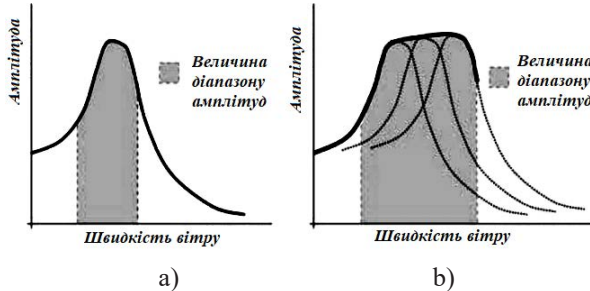 Амплітуда
Величина
діапазону
амплітуд
Швидкість вітру
a)
Амплітуда
Величина
діапазону
амплітуд
Швидкість вітру
b)